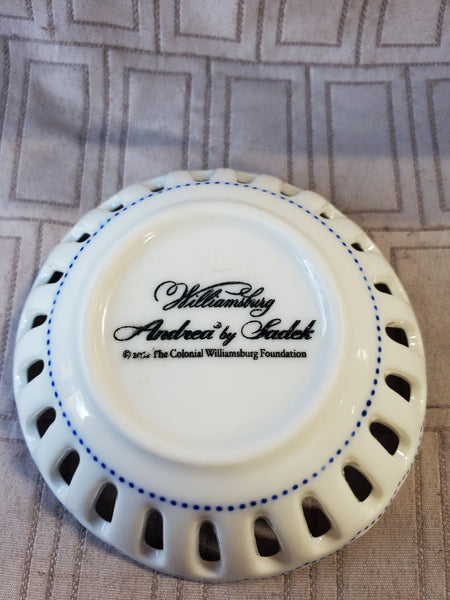 Williamsburg
Andrea® by Sadek
© The Colonial Williamsburg Foundation